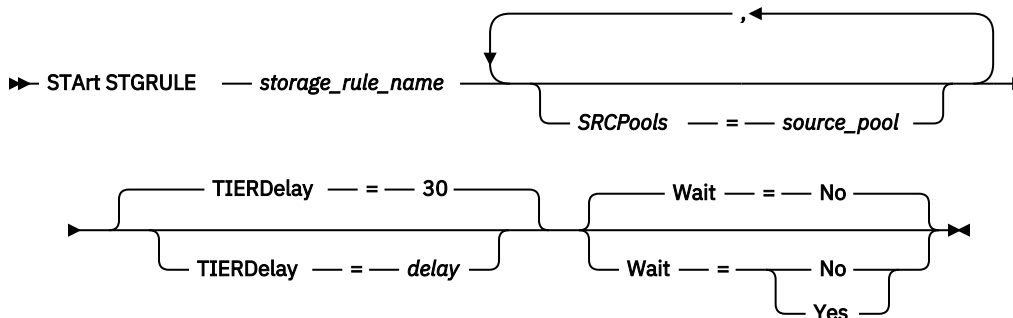 ,
STArt STGRULE storage_rule_name
SRCPools = source_pool
TIERDelay = 30 Wait = No
TIERDelay = delay Wait = No
Yes